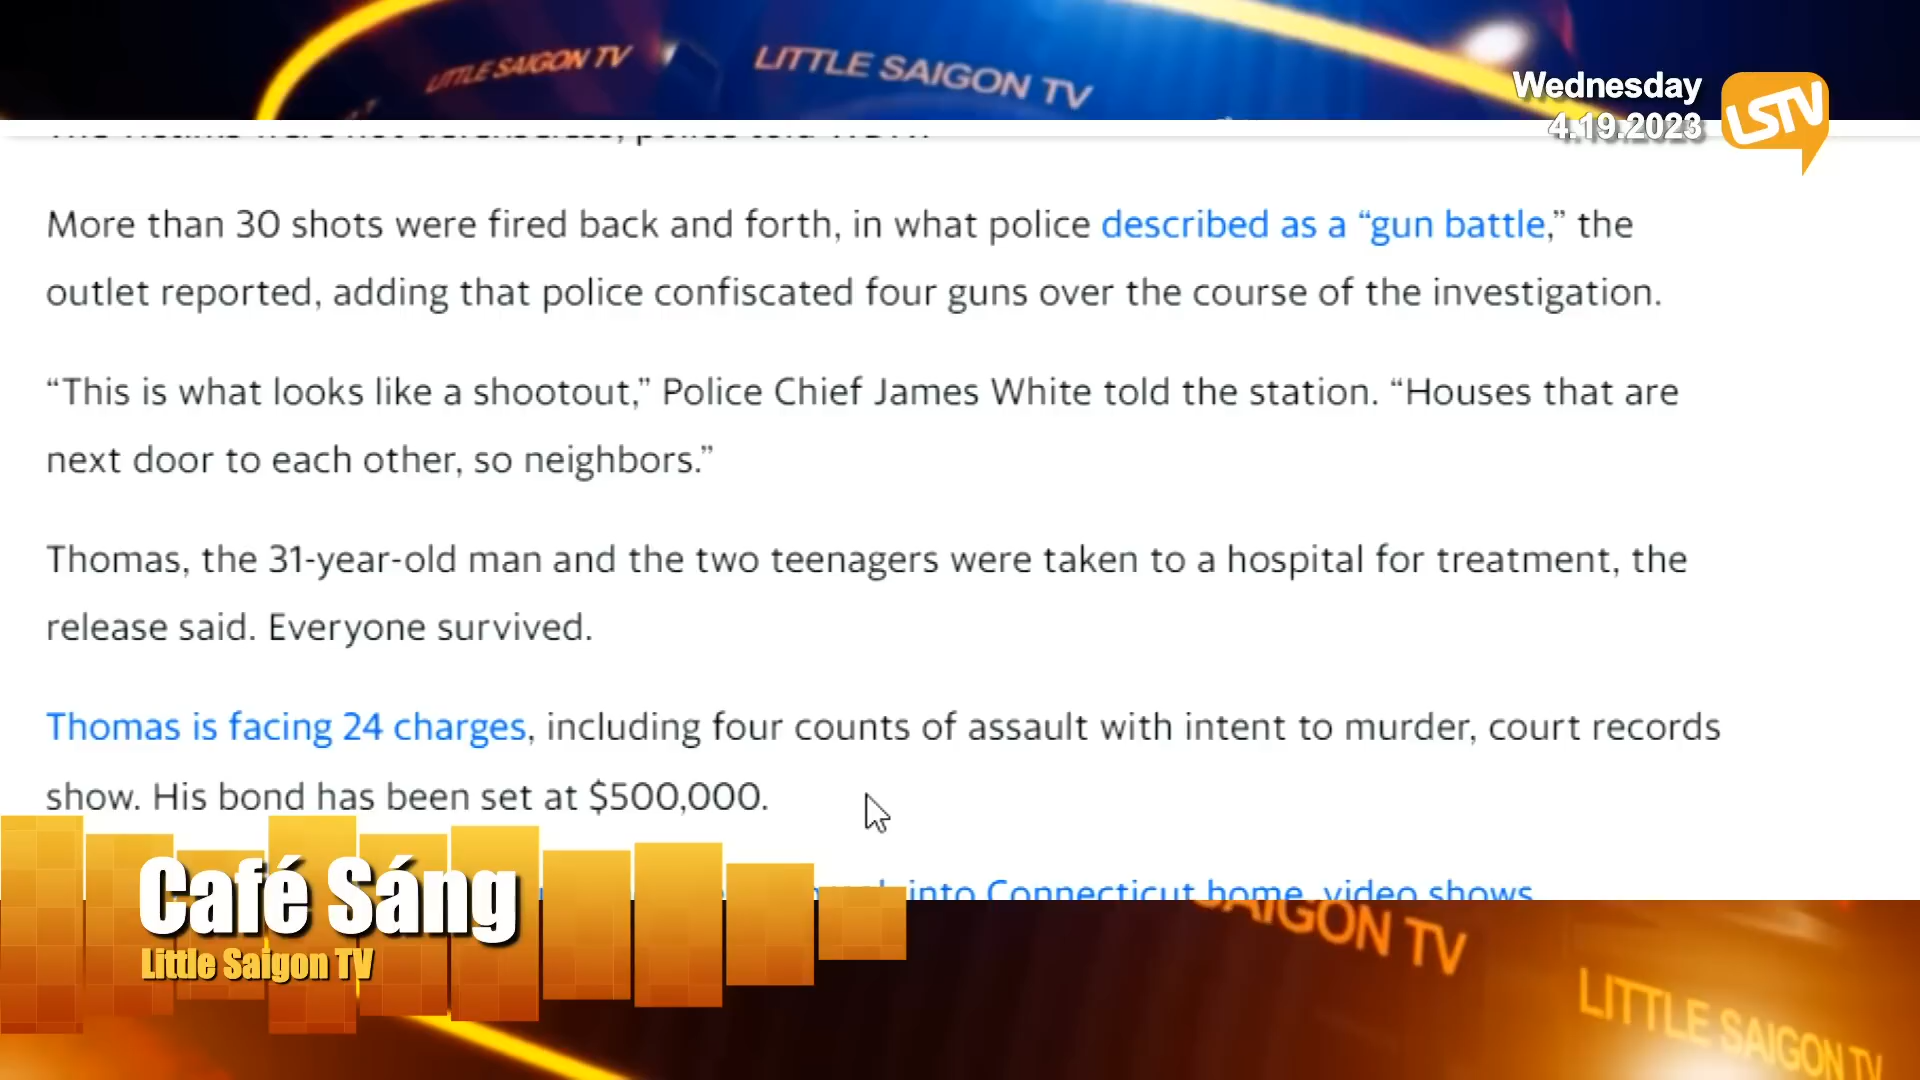 LITTLE SAIGON TV
LITTLE SAIGON TV
Wednesday
4.19.2023
LSTV
More than 30 shots were fired back and forth, in what police described as a “gun battle,” the
outlet reported, adding that police confiscated four guns over the course of the investigation.
“This is what looks like a shootout,” Police Chief James White told the station. “Houses that are
next door to each other, so neighbors.”
Thomas, the 31-year-old man and the two teenagers were taken to a hospital for treatment, the
release said. Everyone survived.
Thomas is facing 24 charges, including four counts of assault with intent to murder, court records
show. His bond has been set at $500,000.
into Connecticut home, video shows
Café Sáng
Little Saigon TV
SAIGON TV
LITTLE SAIGON TV